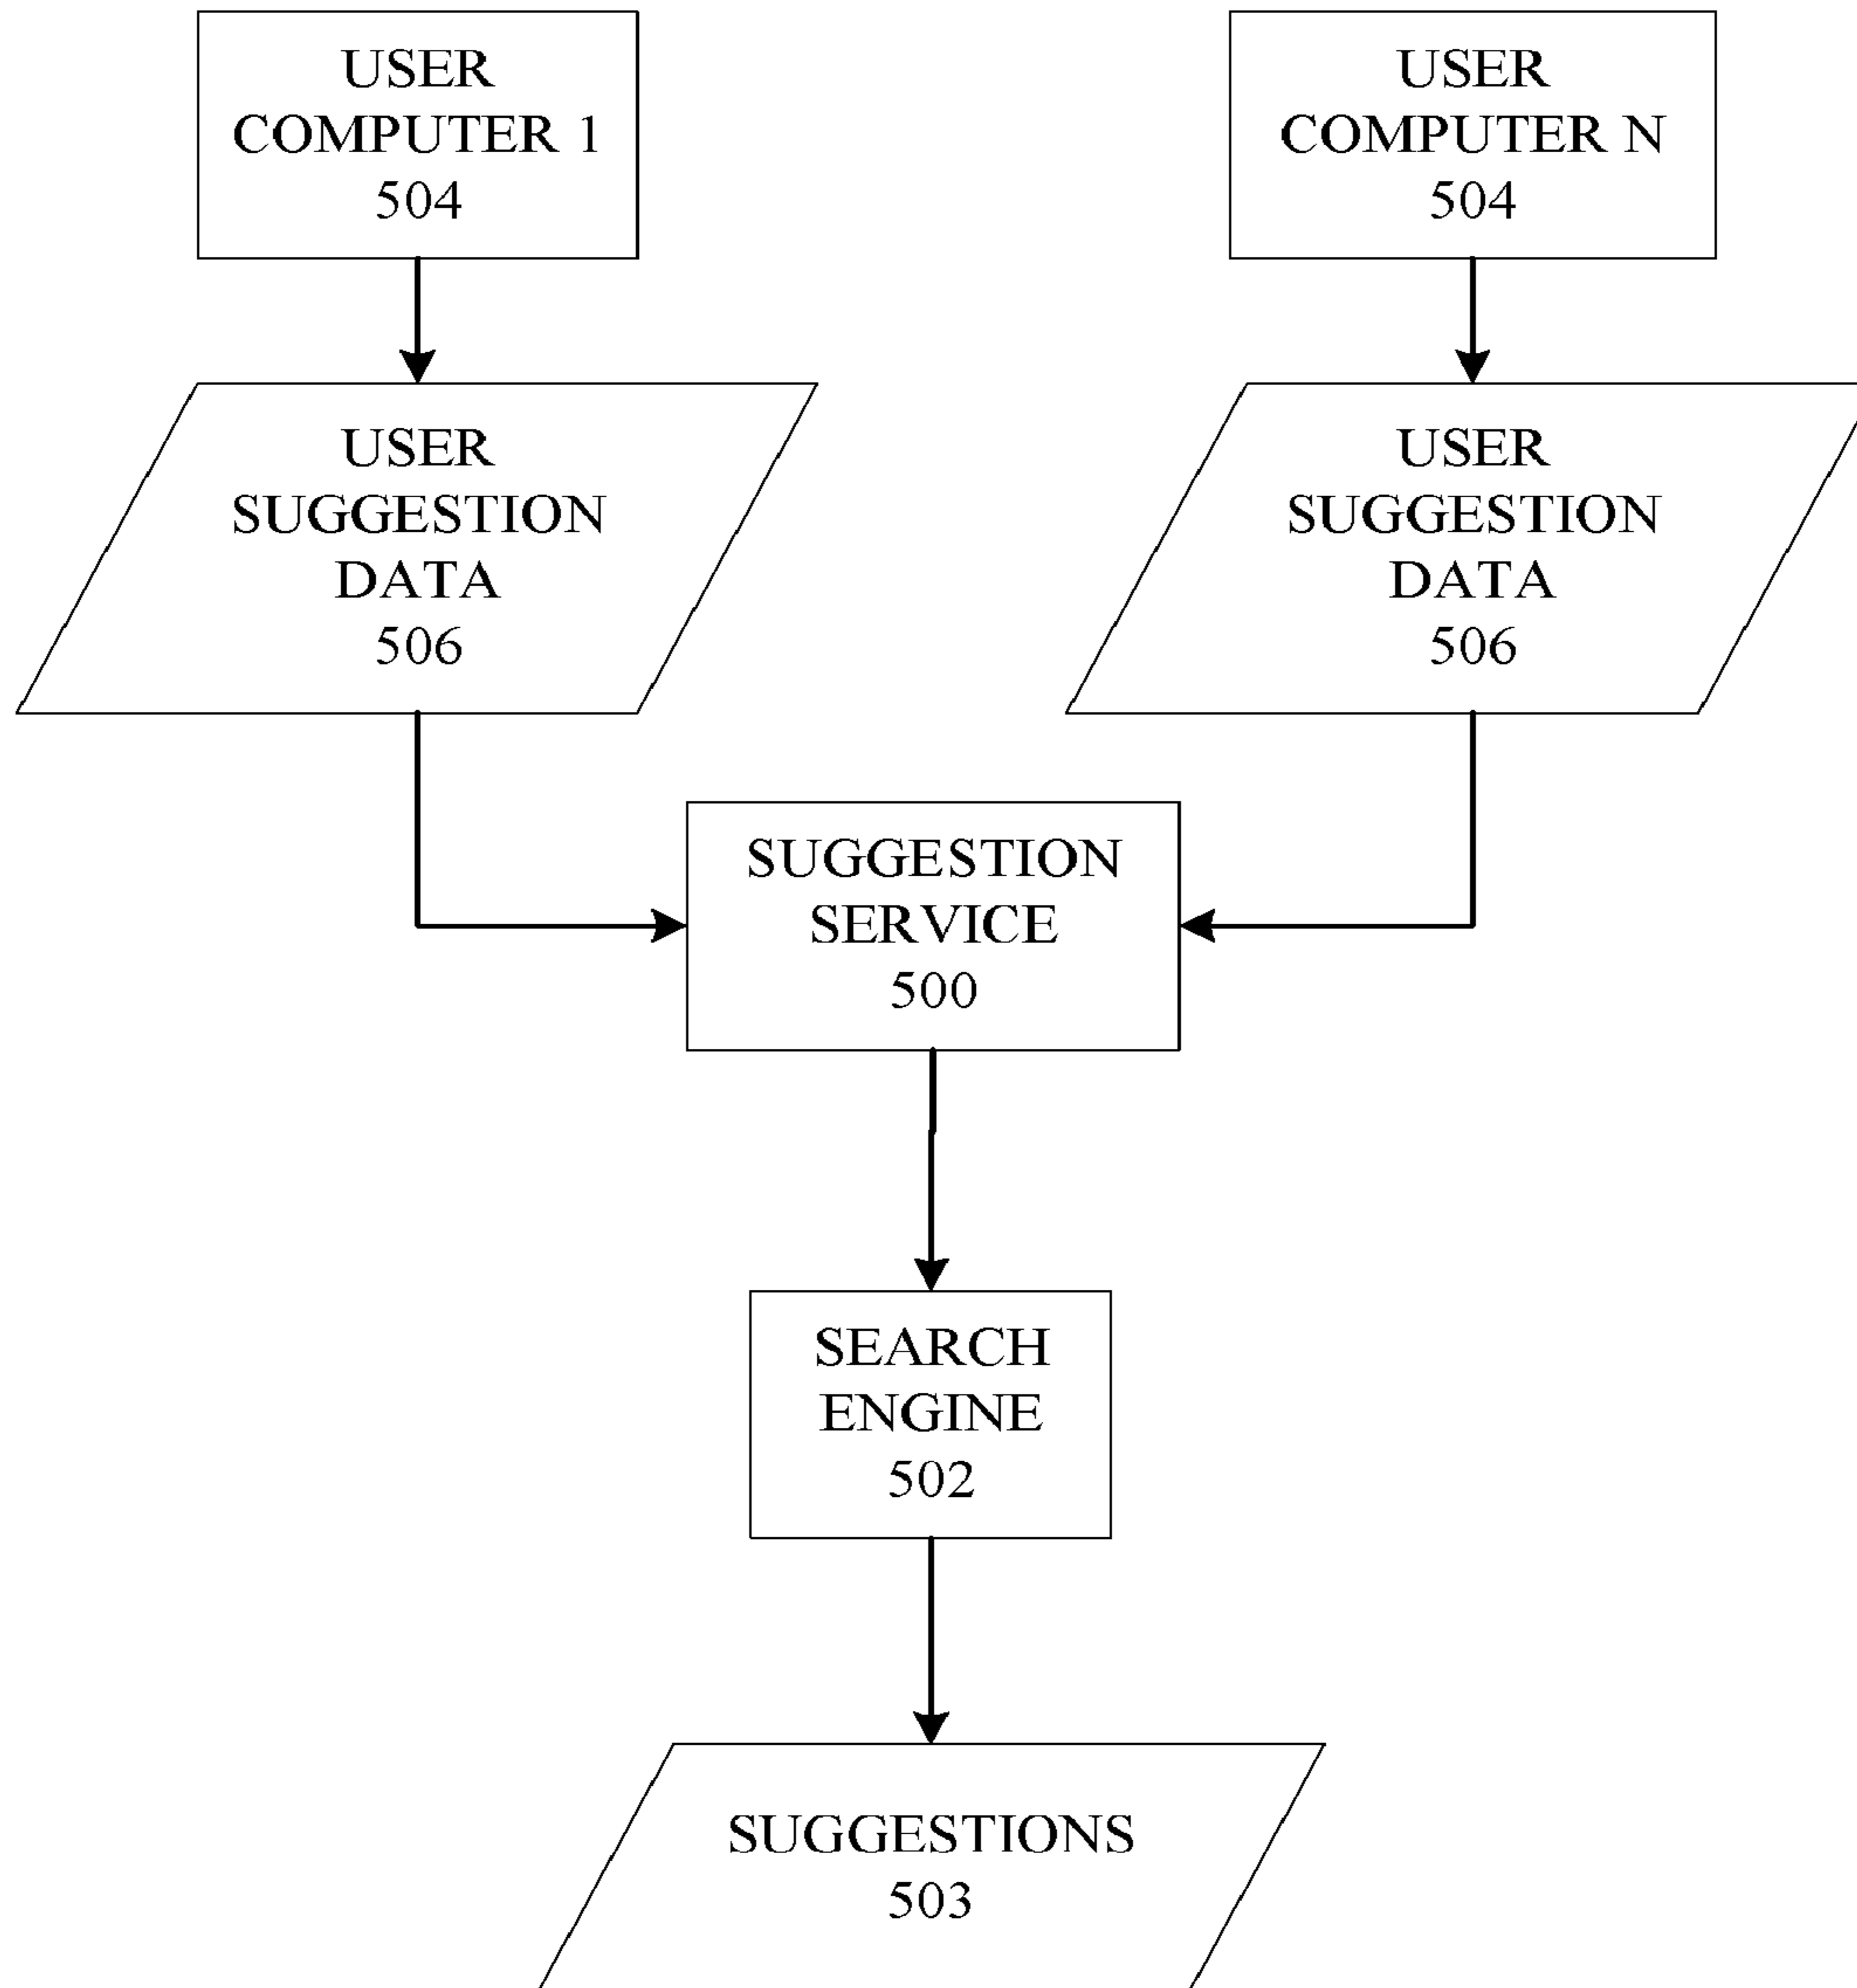 USER
COMPUTER 1
504
USER
COMPUTER N
504
USER
SUGGESTION
DATA
506
USER
SUGGESTION
DATA
506
SUGGESTION
SERVICE
500
SEARCH
ENGINE
502
SUGGESTIONS
503